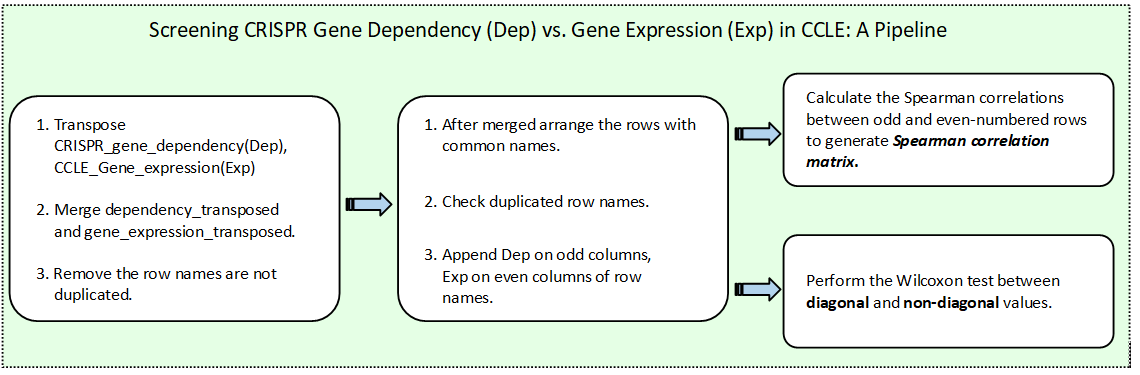 Screening CRISPR Gene Dependency (Dep) vs. Gene Expression (Exp) in CCLE: A Pipeline
1. Transpose
CRISPR_gene_dependency(Dep),
CCLE_Gene_expression(Exp)
2. Merge dependency_transposed
and gene_expression_transposed.
3. Remove the row names are not
duplicated.
1. After merged arrange the rows with
common names.
2. Check duplicated row names.
3. Append Dep on odd columns,
Exp on even columns of row
names.
Calculate the Spearman correlations
between odd and even-numbered rows
to generate Spearman correlation
matrix.
Perform the Wilcoxon test between
diagonal and non-diagonal values.